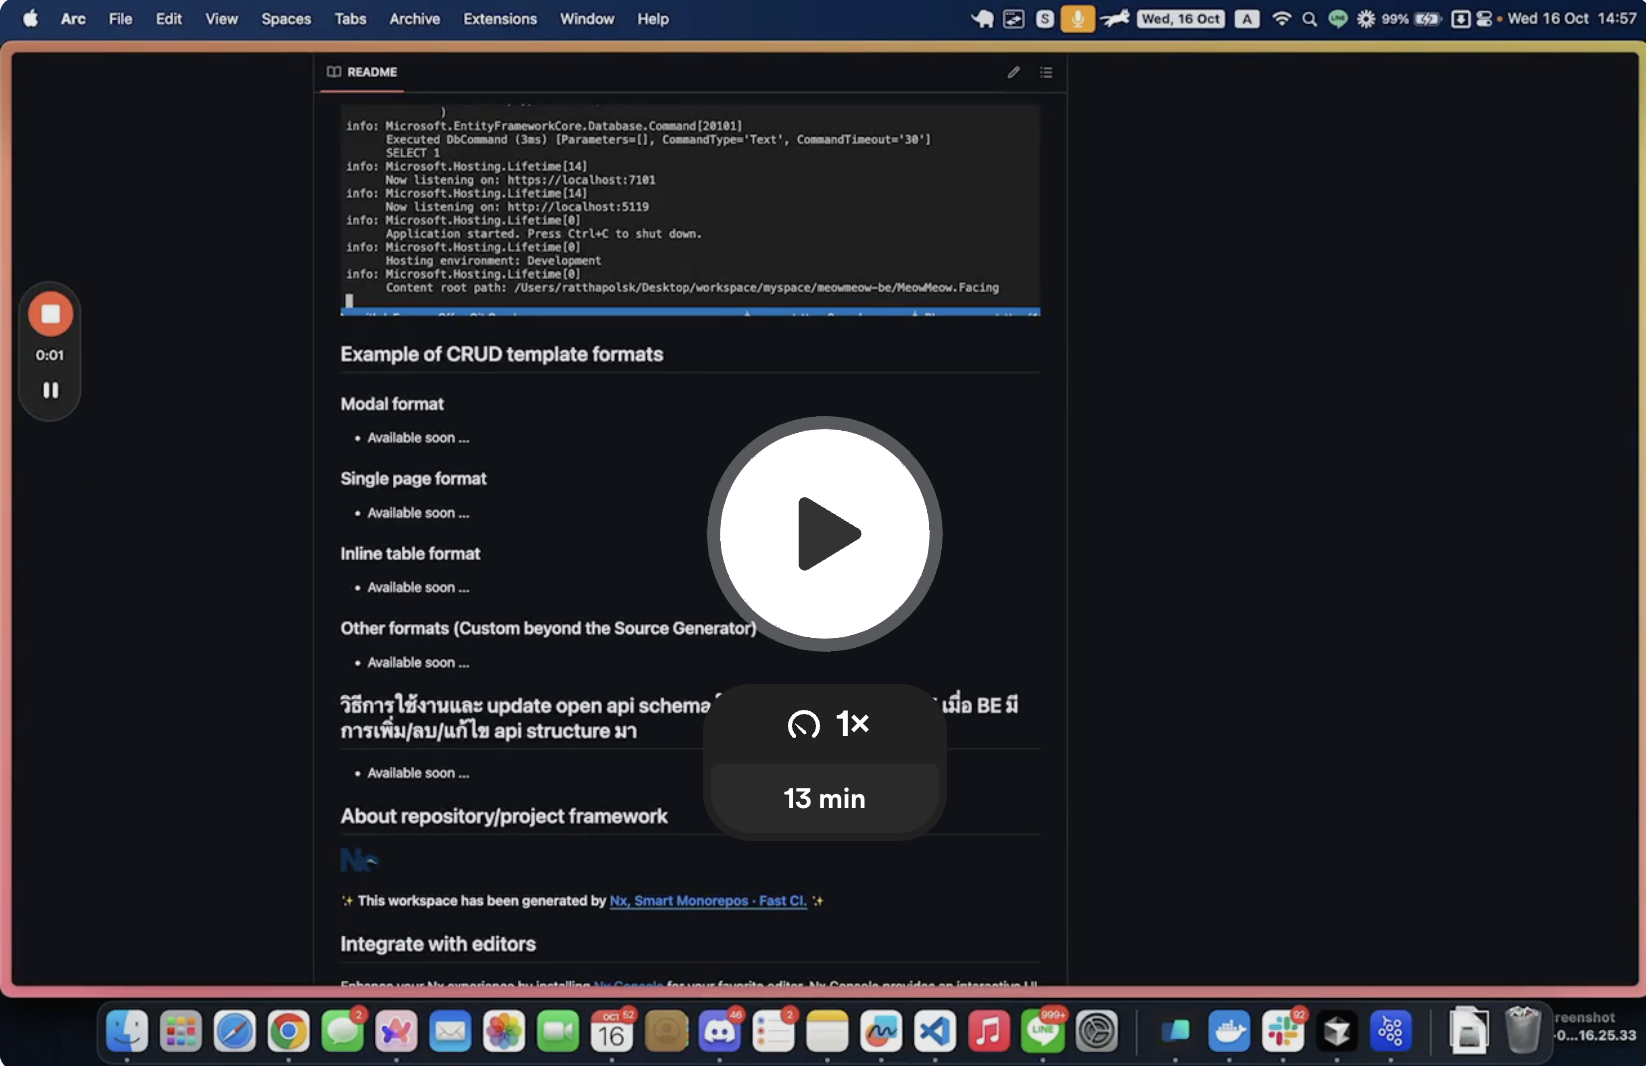 Arc File Edit View Spaces Tabs Archive Extensions Window Help
S Wed, 16 Oct A 99% Wed 16 Oct 14:57
README
)
info: Microsoft.EntityFrameworkCore.Database.Command[20101]
Executed DbCommand (3ms) [Parameters=[], CommandType='Text', CommandTimeout='30']
SELECT 1
info: Microsoft.Hosting.Lifetime[14]
Now listening on: https://localhost:7101
info: Microsoft.Hosting.Lifetime[14]
Now listening on: http://localhost:5119
info: Microsoft.Hosting.Lifetime[0]
Application started. Press Ctrl+C to shut down.
info: Microsoft.Hosting.Lifetime[0]
Hosting environment: Development
info: Microsoft.Hosting.Lifetime[0]
Content root path: /Users/ratthapolsk/Desktop/workspace/myspace/meowmeow-be/MeowMeow.Facing
0:01
Example of CRUD template formats
Modal format
• Available soon ...
Single page format
• Available soon ...
Inline table format
• Available soon ...
Other formats (Custom beyond the Source Generator)
• Available soon ...
วิธีการใช้งานและ update open api schema เมื่อ BE มี
การเพิ่ม/ลบ/แก้ไข api structure มา
1×
13 min
• Available soon ...
About repository/project framework
Nx
✨ This workspace has been generated by Nx, Smart Monorepos · Fast CI. ✨
Integrate with editors
Enhance your Nx experience by installing Nx Console for your favorite editor. Nx Console provides an interactive UI
2
OCT 52
16
46
2
LINE 999+
92
reenshot
-0...16.25.33